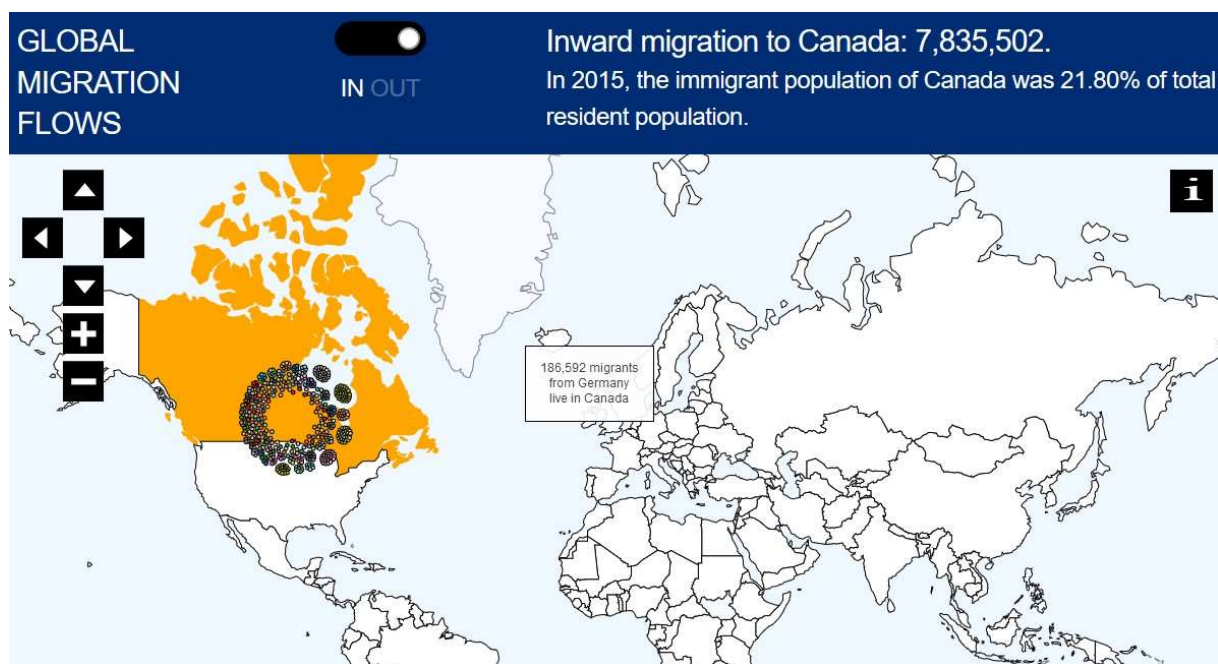 GLOBAL
MIGRATION
FLOWS
IN OUT
Inward migration to Canada: 7,835,502.
In 2015, the immigrant population of Canada was 21.80% of total
resident population.
i
186,592 migrants
from Germany
live in Canada